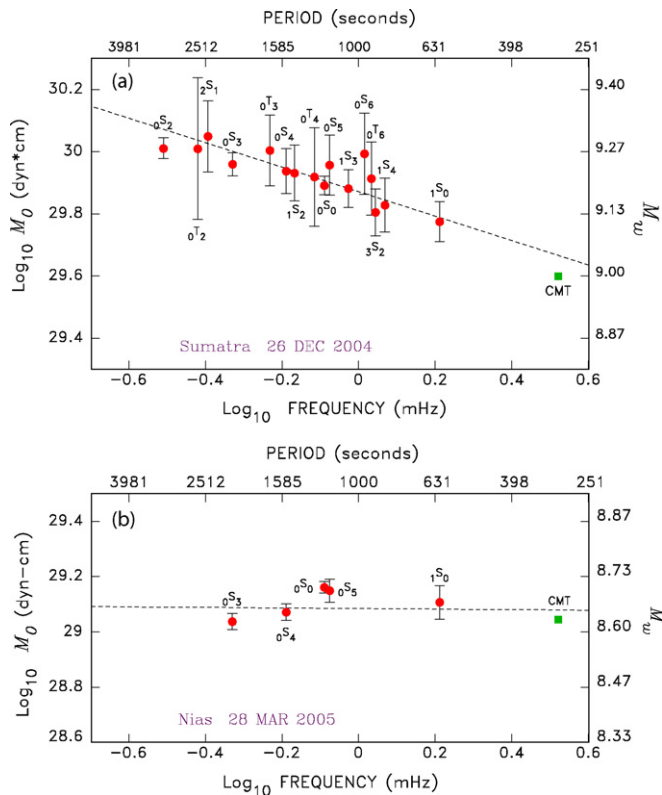 PERIOD (seconds)
3981 2512 1585 1000 631 398 251
(a)
30.2
30
29.8
29.6
29.4
Log10 M0 (dyn*cm)
0S2
2S1
0T2
0S3
0T3
0S4
1S2
0T4
0S5
0S0
1S3
0S6
0T6
1S4
3S2
1S0
CMT
9.40
9.27
9.13
9.00
8.87
Mw
Sumatra 26 DEC 2004
−0.6 −0.4 −0.2 0 0.2 0.4 0.6
Log10 FREQUENCY (mHz)
PERIOD (seconds)
3981 2512 1585 1000 631 398 251
(b)
29.4
29.2
29
28.8
28.6
Log10 M0 (dyn−cm)
0S3
0S4
0S0
0S5
1S0
CMT
8.87
8.73
8.60
8.47
8.33
Mw
Nias 28 MAR 2005
−0.6 −0.4 −0.2 0 0.2 0.4 0.6
Log10 FREQUENCY (mHz)